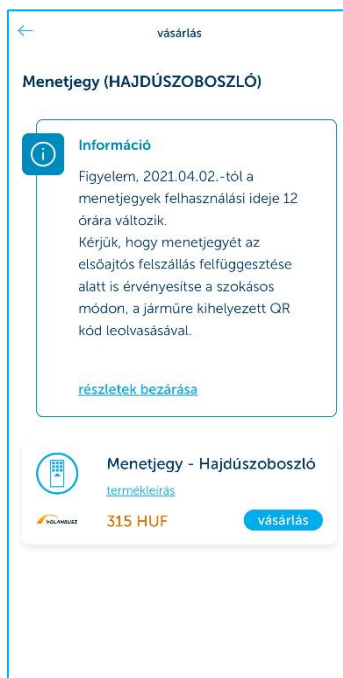 vásárlás
Menetjegy (HAJDÚSZOBOSZLÓ)
Információ
Figyelem, 2021.04.02.-tól a
menetjegyek felhasználási ideje 12
órára változik.
Kérjük, hogy menetjegyét az
elsőajtós felszállás felfüggesztése
alatt is érvényesítse a szokásos
módon, a járműre kihelyezett QR
kód leolvasásával.
részletek bezárása
Menetjegy - Hajdúszoboszló
termékleírás
VOLÁNBUSZ
315 HUF
vásárlás